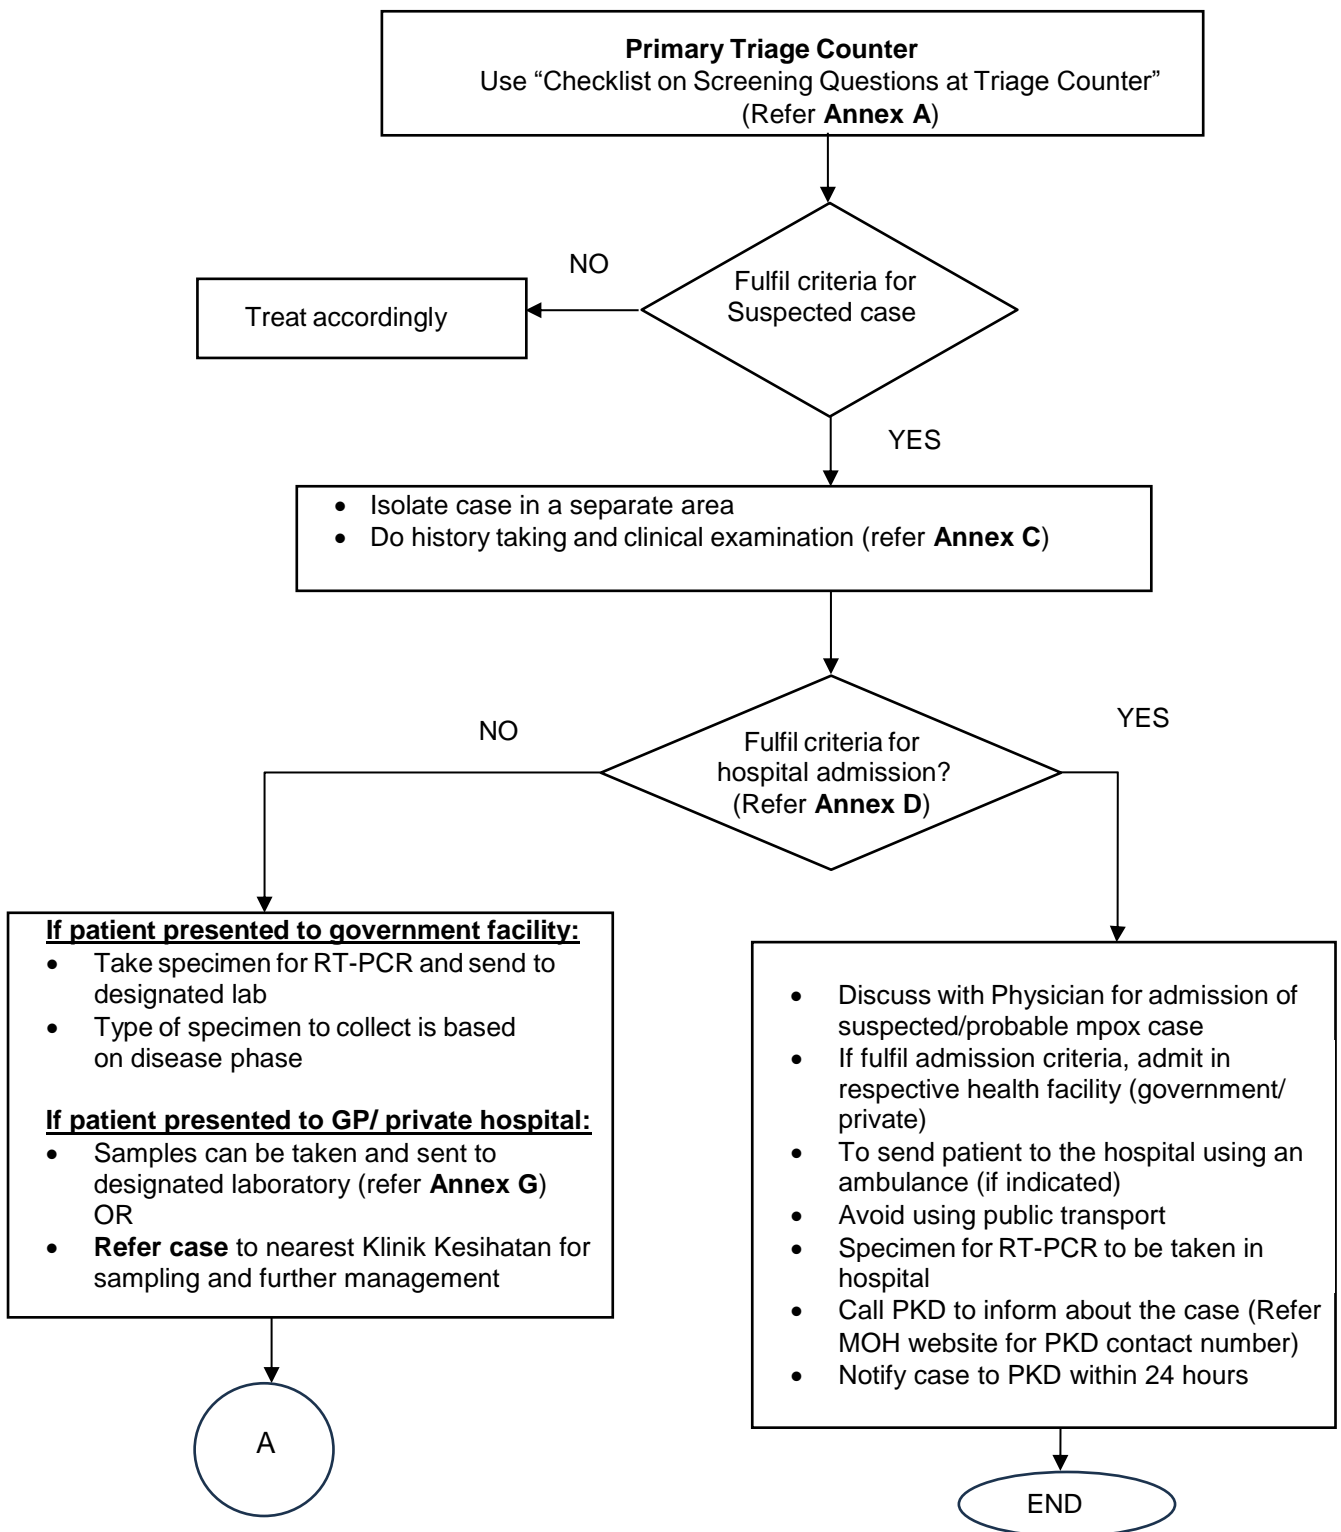 Primary Triage Counter
Use “Checklist on Screening Questions at Triage Counter”
(Refer Annex A)
NO
Fulfil criteria for
Suspected case
Treat accordingly
YES
• Isolate case in a separate area
• Do history taking and clinical examination (refer Annex C)
NO
YES
Fulfil criteria for
hospital admission?
(Refer Annex D)
If patient presented to government facility:
• Take specimen for RT-PCR and send to
designated lab
• Type of specimen to collect is based
on disease phase
If patient presented to GP/ private hospital:
• Samples can be taken and sent to
designated laboratory (refer Annex G)
OR
• Refer case to nearest Klinik Kesihatan for
sampling and further management
• Discuss with Physician for admission of
suspected/probable mpox case
• If fulfil admission criteria, admit in
respective health facility (government/
private)
• To send patient to the hospital using an
ambulance (if indicated)
• Avoid using public transport
• Specimen for RT-PCR to be taken in
hospital
• Call PKD to inform about the case (Refer
MOH website for PKD contact number)
• Notify case to PKD within 24 hours
A
END